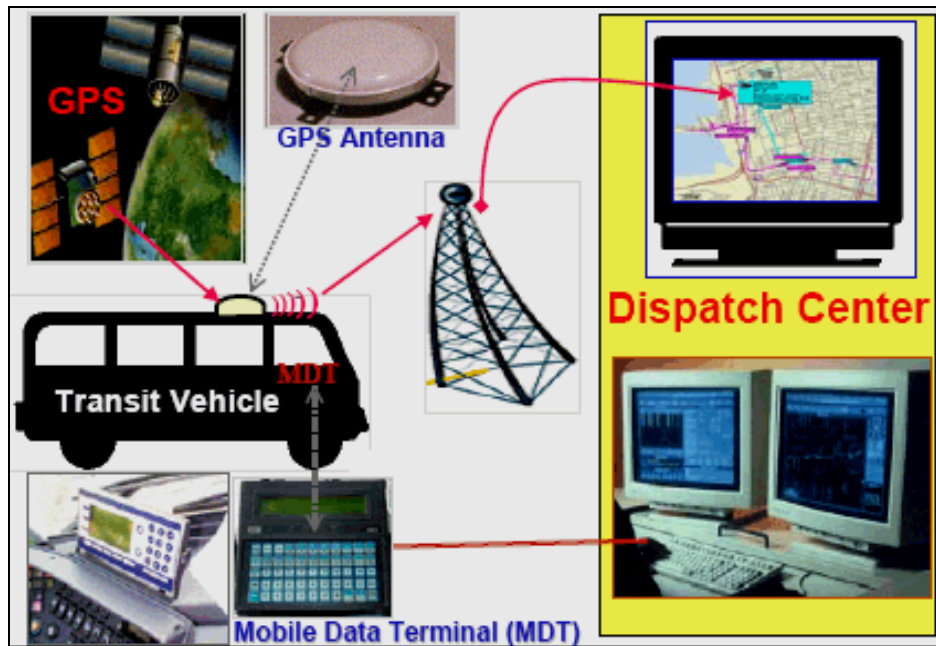 GPS
GPS Antenna
Dispatch Center
MDT
Transit Vehicle
Mobile Data Terminal (MDT)